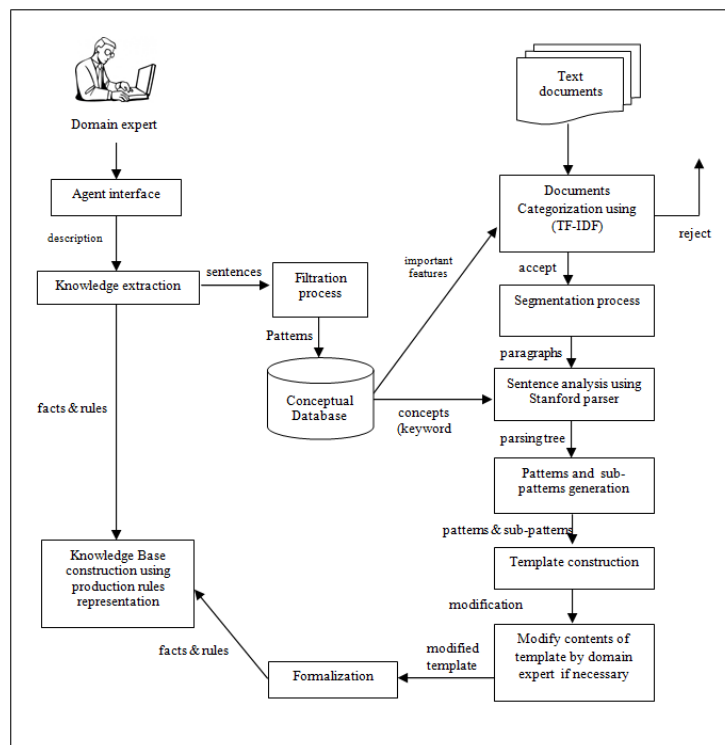 Domain expert
Agent interface
description
Knowledge extraction
sentences
Filtration
process
Patterns
Conceptual
Database
important
features
concepts
(keyword
facts & rules
Knowledge Base
construction using
production rules
representation
Text
documents
Documents
Categorization using
(TF-IDF)
reject
accept
Segmentation process
paragraphs
Sentence analysis using
Stanford parser
parsing tree
Patterns and sub-
patterns generation
patterns & sub-patterns
Template construction
modification
Modify contents of
template by domain
expert if necessary
modified
template
Formalization
facts & rules